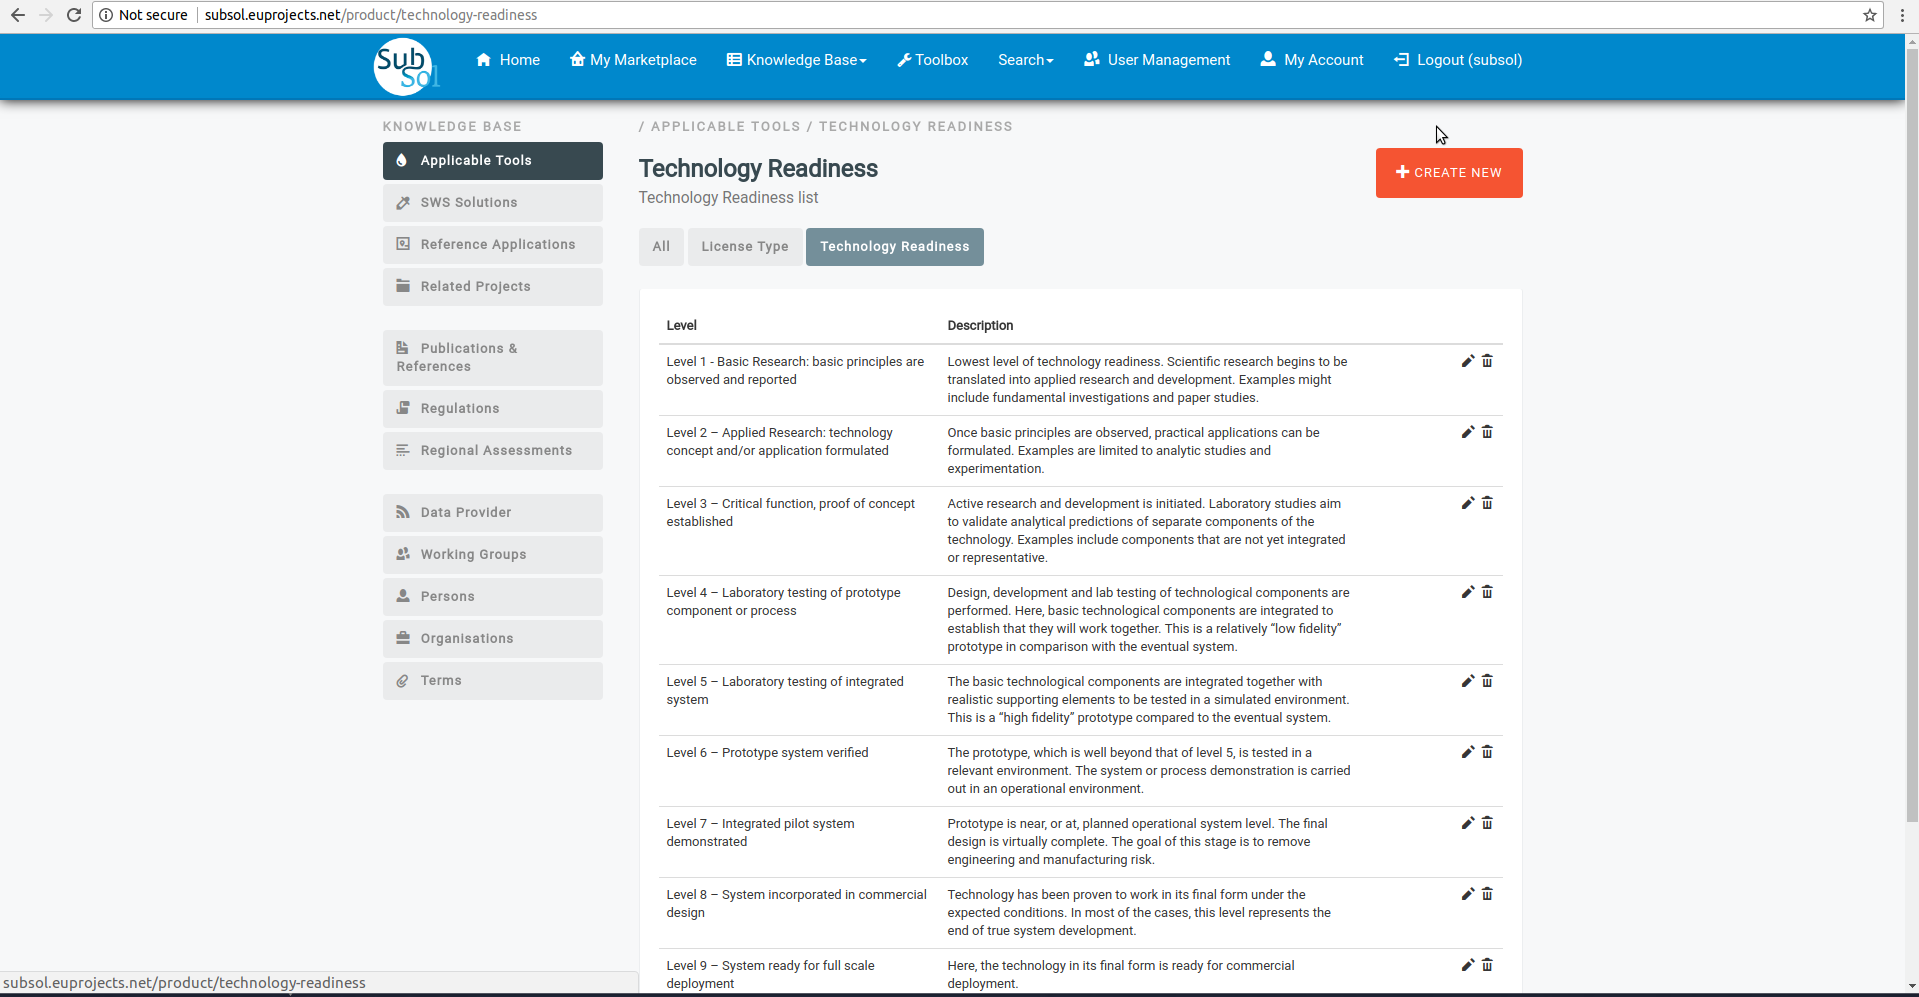 Not secure
subsol.euprojects.net/product/technology-readiness
Sub
Sol
Home
My Marketplace
Knowledge Base
Toolbox
Search
User Management
My Account
Logout (subsol)
KNOWLEDGE BASE
Applicable Tools
SWS Solutions
Reference Applications
Related Projects
Publications &
References
Regulations
Regional Assessments
Data Provider
Working Groups
Persons
Organisations
Terms
/ APPLICABLE TOOLS / TECHNOLOGY READINESS
Technology Readiness
Technology Readiness list
CREATE NEW
All
License Type
Technology Readiness
Level
Description
Level 1 - Basic Research: basic principles are
observed and reported
Lowest level of technology readiness. Scientific research begins to be
translated into applied research and development. Examples might
include fundamental investigations and paper studies.
Level 2 – Applied Research: technology
concept and/or application formulated
Once basic principles are observed, practical applications can be
formulated. Examples are limited to analytic studies and
experimentation.
Level 3 – Critical function, proof of concept
established
Active research and development is initiated. Laboratory studies aim
to validate analytical predictions of separate components of the
technology. Examples include components that are not yet integrated
or representative.
Level 4 – Laboratory testing of prototype
component or process
Design, development and lab testing of technological components are
performed. Here, basic technological components are integrated to
establish that they will work together. This is a relatively “low fidelity”
prototype in comparison with the eventual system.
Level 5 – Laboratory testing of integrated
system
The basic technological components are integrated together with
realistic supporting elements to be tested in a simulated environment.
This is a “high fidelity” prototype compared to the eventual system.
Level 6 – Prototype system verified
The prototype, which is well beyond that of level 5, is tested in a
relevant environment. The system or process demonstration is carried
out in an operational environment.
Level 7 – Integrated pilot system
demonstrated
Prototype is near, or at, planned operational system level. The final
design is virtually complete. The goal of this stage is to remove
engineering and manufacturing risk.
Level 8 – System incorporated in commercial
design
Technology has been proven to work in its final form under the
expected conditions. In most of the cases, this level represents the
end of true system development.
Level 9 – System ready for full scale
deployment
Here, the technology in its final form is ready for commercial
deployment.
subsol.euprojects.net/product/technology-readiness